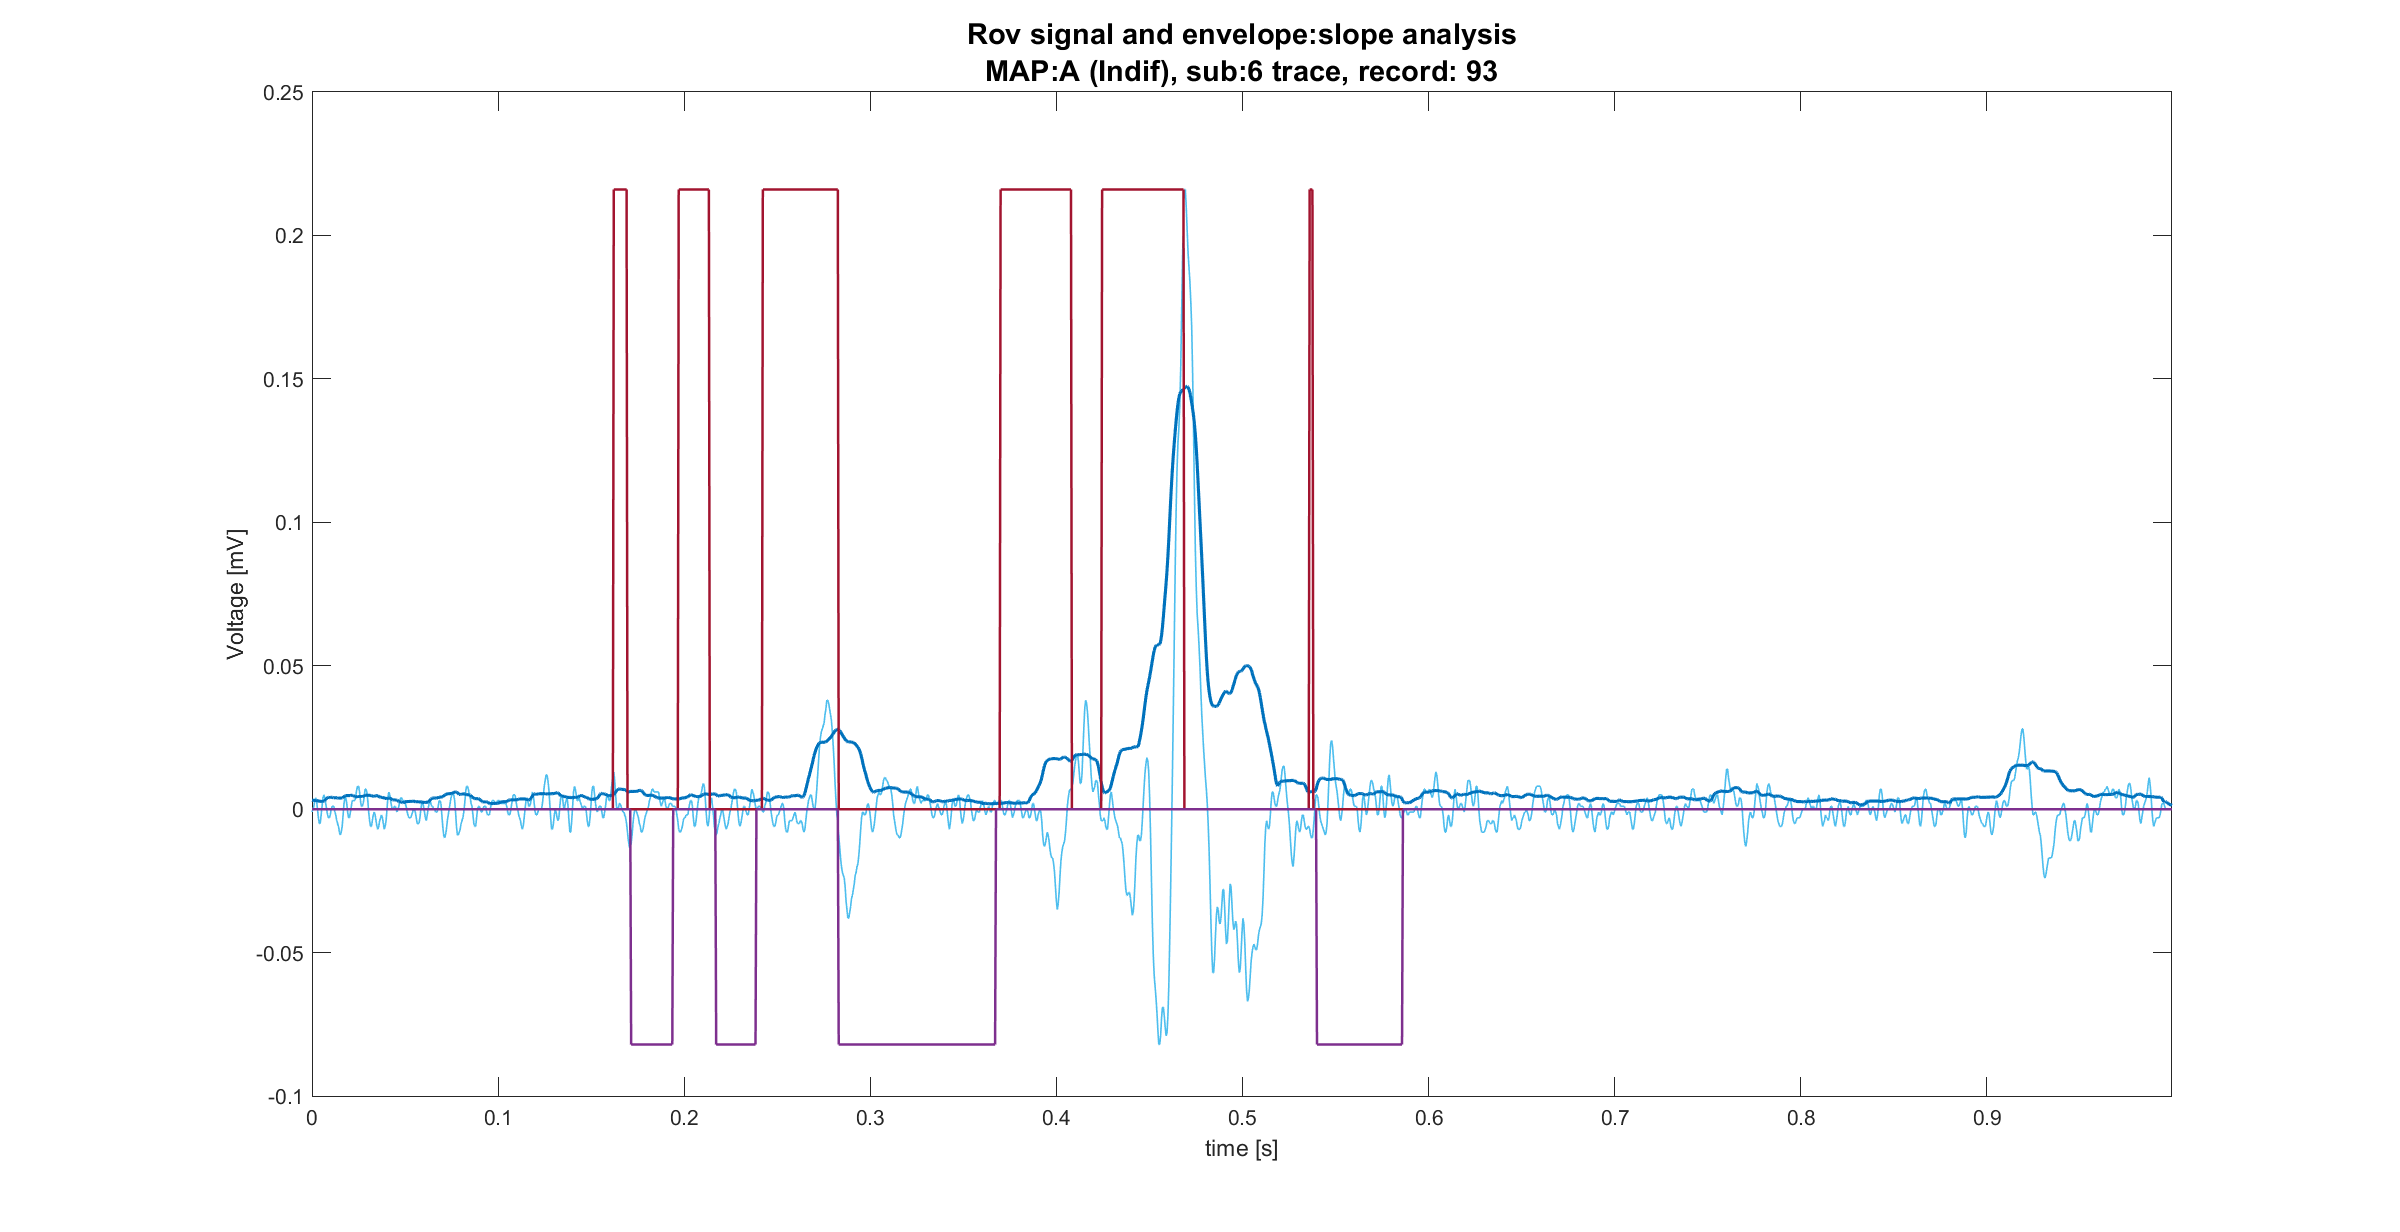 Rov signal and envelope:slope analysis
MAP:A (Indif), sub:6 trace, record: 93
0.25
0.2
0.15
0.1
0.05
0
-0.05
-0.1
Voltage [mV]
0 0.1 0.2 0.3 0.4 0.5 0.6 0.7 0.8 0.9
time [s]